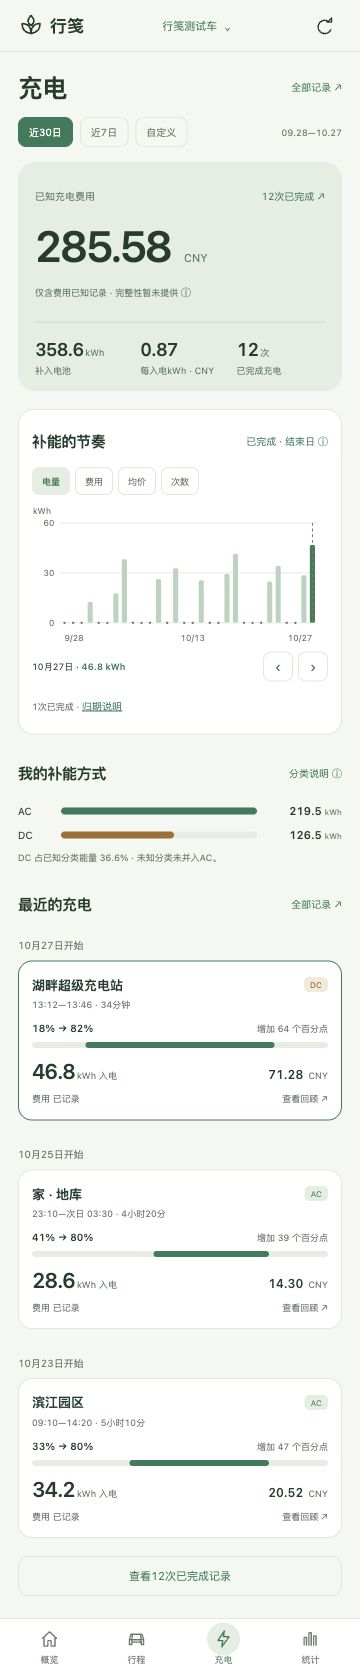 行笺
行笺测试车
充电
全部记录 ↗
近30日 近7日 自定义 09.28—10.27
已知充电费用 12次已完成 ↗
285.58 CNY
仅含费用已知记录 · 完整性暂未提供 ⓘ
358.6 kWh 0.87 12 次
补入电池 每入电kWh · CNY 已完成充电
补能的节奏 已完成 · 结束日 ⓘ
电量 费用 均价 次数
kWh
60
30
0
9/28 10/13 10/27
10月27日 · 46.8 kWh ‹ ›
1次已完成 · 归期说明
我的补能方式 分类说明 ⓘ
AC 219.5 kWh
DC 126.5 kWh
DC 占已知分类能量 36.6% · 未知分类未并入AC。
最近的充电 全部记录 ↗
10月27日开始
湖畔超级充电站 DC
13:12—13:46 · 34分钟
18% → 82% 增加 64 个百分点
46.8 kWh 入电 71.28 CNY
费用 已记录 查看回顾 ↗
10月25日开始
家 · 地库 AC
23:10—次日 03:30 · 4小时20分
41% → 80% 增加 39 个百分点
28.6 kWh 入电 14.30 CNY
费用 已记录 查看回顾 ↗
10月23日开始
滨江园区 AC
09:10—14:20 · 5小时10分
33% → 80% 增加 47 个百分点
34.2 kWh 入电 20.52 CNY
费用 已记录 查看回顾 ↗
查看12次已完成记录
概览 行程 充电 统计